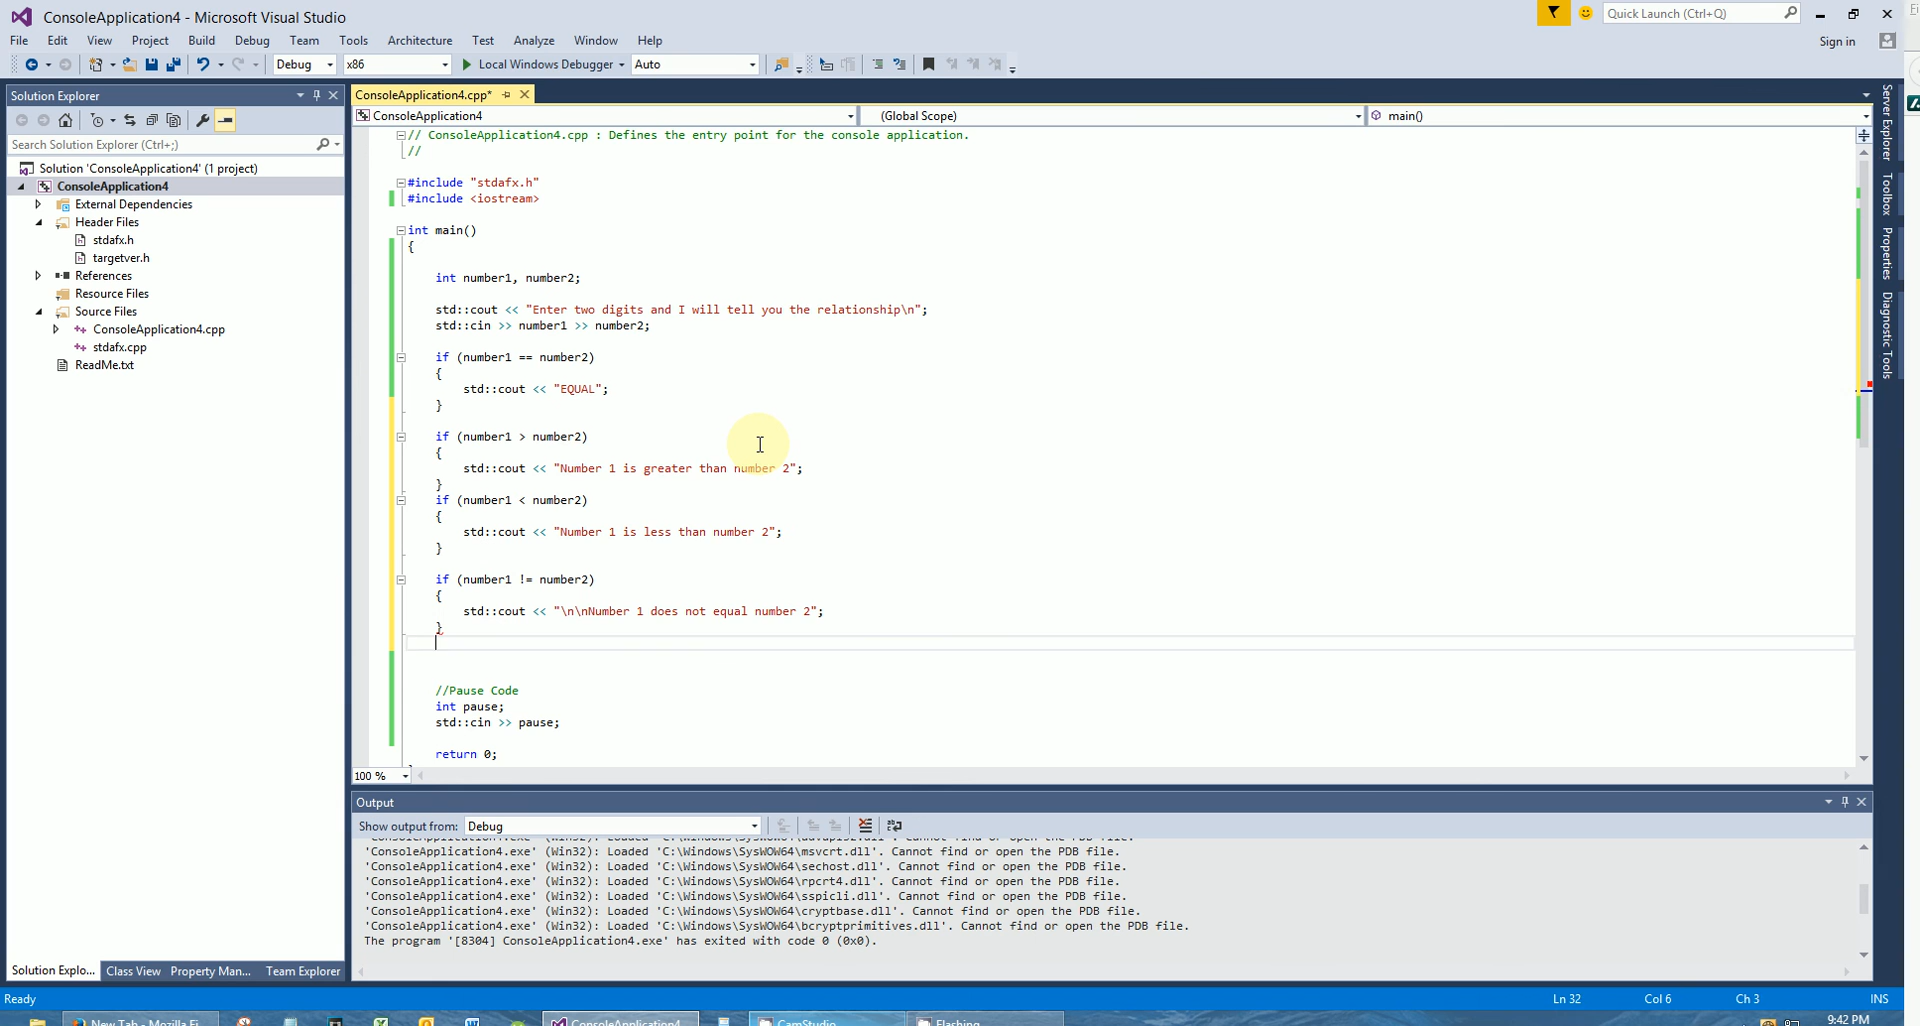 ConsoleApplication4 - Microsoft Visual Studio
Quick Launch (Ctrl+Q)
File Edit View Project Build Debug Team Tools Architecture Test Analyze Window Help
Sign in
Debug x86 Local Windows Debugger Auto
Solution Explorer
ConsoleApplication4.cpp*
ConsoleApplication4 (Global Scope) main()
Search Solution Explorer (Ctrl+;)
Solution 'ConsoleApplication4' (1 project)
ConsoleApplication4
External Dependencies
Header Files
stdafx.h
targetver.h
References
Resource Files
Source Files
ConsoleApplication4.cpp
stdafx.cpp
ReadMe.txt
// ConsoleApplication4.cpp : Defines the entry point for the console application.
//
#include "stdafx.h"
#include <iostream>
int main()
{
int number1, number2;
std::cout << "Enter two digits and I will tell you the relationship\n";
std::cin >> number1 >> number2;
if (number1 == number2)
{
std::cout << "EQUAL";
}
if (number1 > number2)
{
std::cout << "Number 1 is greater than number 2";
}
if (number1 < number2)
{
std::cout << "Number 1 is less than number 2";
}
if (number1 != number2)
{
std::cout << "\n\nNumber 1 does not equal number 2";
}
//Pause Code
int pause;
std::cin >> pause;
return 0;
100 %
Server Explorer
Toolbox
Properties
Diagnostic Tools
Output
Show output from: Debug
'ConsoleApplication4.exe' (Win32): Loaded 'C:\Windows\SysWOW64\msvcrt.dll'. Cannot find or open the PDB file.
'ConsoleApplication4.exe' (Win32): Loaded 'C:\Windows\SysWOW64\sechost.dll'. Cannot find or open the PDB file.
'ConsoleApplication4.exe' (Win32): Loaded 'C:\Windows\SysWOW64\rpcrt4.dll'. Cannot find or open the PDB file.
'ConsoleApplication4.exe' (Win32): Loaded 'C:\Windows\SysWOW64\sspicli.dll'. Cannot find or open the PDB file.
'ConsoleApplication4.exe' (Win32): Loaded 'C:\Windows\SysWOW64\cryptbase.dll'. Cannot find or open the PDB file.
'ConsoleApplication4.exe' (Win32): Loaded 'C:\Windows\SysWOW64\bcryptprimitives.dll'. Cannot find or open the PDB file.
The program '[8304] ConsoleApplication4.exe' has exited with code 0 (0x0).
Solution Explo... Class View Property Man... Team Explorer
Ready Ln 32 Col 6 Ch 3 INS
New Tab - Mozilla Fi... ConsoleApplication4... CamStudio Flashing
9:42 PM